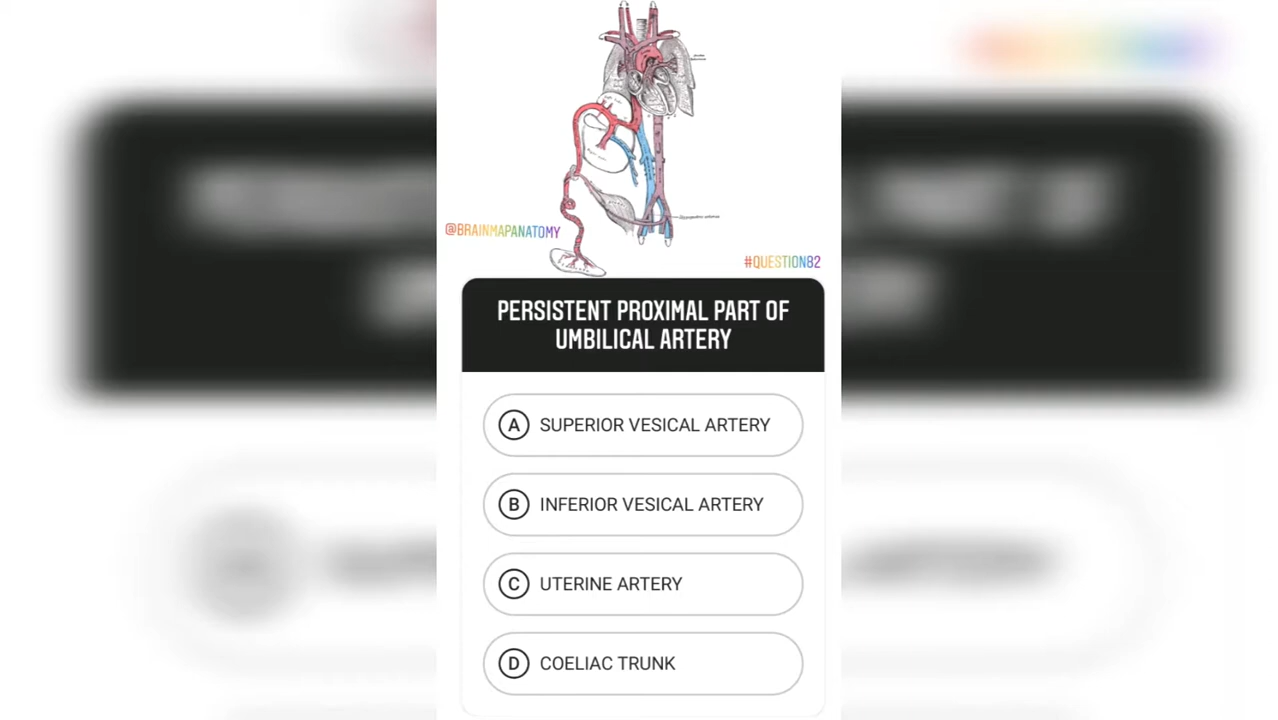 @BRAINMAPANATOMY
#QUESTION82
PERSISTENT PROXIMAL PART OF
UMBILICAL ARTERY
A SUPERIOR VESICAL ARTERY
B INFERIOR VESICAL ARTERY
C UTERINE ARTERY
D COELIAC TRUNK